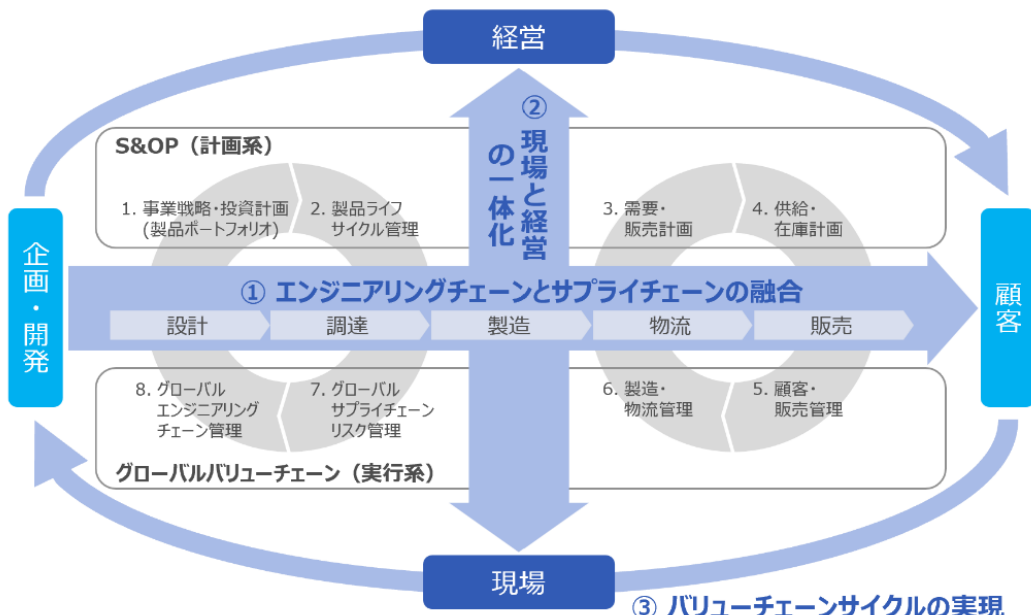 経営
② 現場と経営
の一体化
S&OP（計画系）
1. 事業戦略・投資計画
(製品ポートフォリオ)
2. 製品ライフ
サイクル管理
3. 需要・
販売計画
4. 供給・
在庫計画
企画・開発
顧客
① エンジニアリングチェーンとサプライチェーンの融合
設計
調達
製造
物流
販売
8. グローバル
エンジニアリング
チェーン管理
7. グローバル
サプライチェーン
リスク管理
6. 製造・
物流管理
5. 顧客・
販売管理
グローバルバリューチェーン（実行系）
現場
③ バリューチェーンサイクルの実現